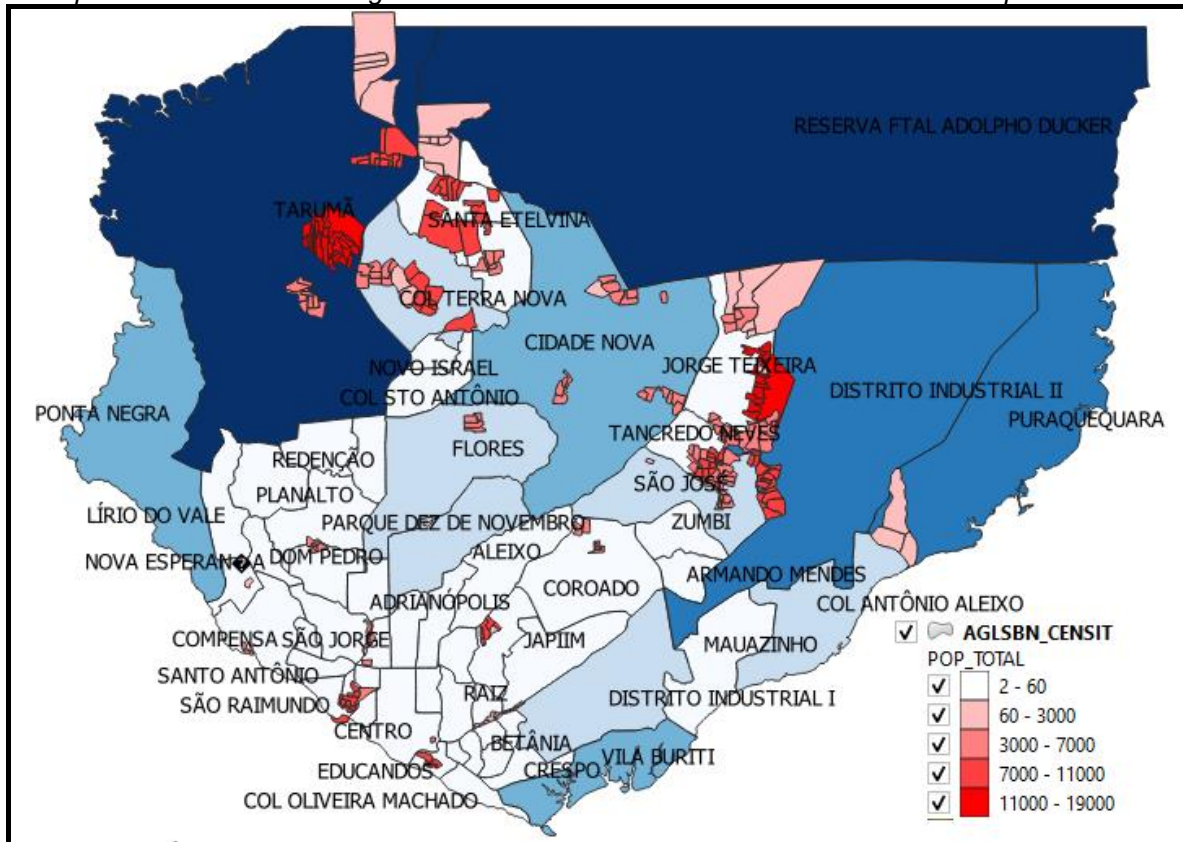 RESERVA FTAL ADOLPHO DUCKER
TARUMÃ
SANTA ETELVINA
COL TERRA NOVA
CIDADE NOVA
NOVO ISRAEL
JORGE TEIXEIRA
COL STO ANTÔNIO
DISTRITO INDUSTRIAL II
PONTA NEGRA
PURAQUEQUARA
TANCREDO NEVES
FLORES
REDENÇÃO
SÃO JOSÉ
PLANALTO
LÍRIO DO VALE
PARQUE DEZ DE NOVEMBRO
ZUMBI
NOVA ESPERAN�A
DOM PEDRO
ALEIXO
ARMANDO MENDES
COROADO
ADRIANÓPOLIS
COL ANTÔNIO ALEIXO
COMPENSA
SÃO JORGE
JAPIIM
MAUAZINHO
SANTO ANTÔNIO
SÃO RAIMUNDO
RAIZ
DISTRITO INDUSTRIAL I
CENTRO
BETÂNIA
VILA BURITI
EDUCANDOS
CRESPO
COL OLIVEIRA MACHADO
AGLSBN_CENSIT
POP_TOTAL
2 - 60
60 - 3000
3000 - 7000
7000 - 11000
11000 - 19000